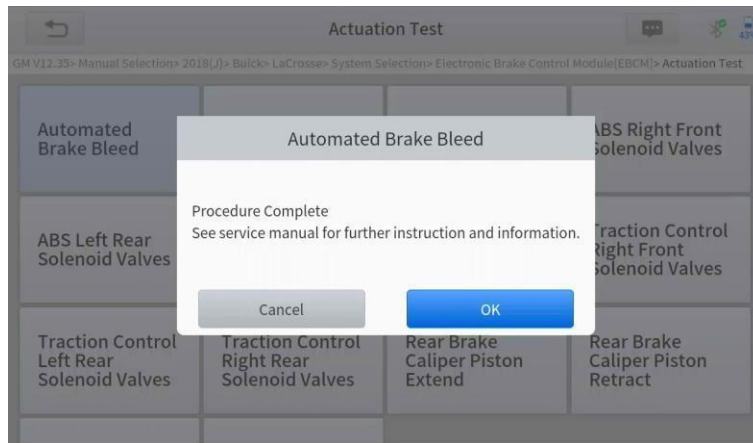 Actuation Test
GM V12.35> Manual Selection> 2018(J)> Buick> LaCrosse> System Selection> Electronic Brake Control Module(EBCM)> Actuation Test
Automated
Brake Bleed
ABS Right Front
Solenoid Valves
Automated Brake Bleed
Procedure Complete
See service manual for further instruction and information.
Cancel
OK
ABS Left Rear
Solenoid Valves
Traction Control
Right Front
Solenoid Valves
Traction Control
Left Rear
Solenoid Valves
Traction Control
Right Rear
Solenoid Valves
Rear Brake
Caliper Piston
Extend
Rear Brake
Caliper Piston
Retract